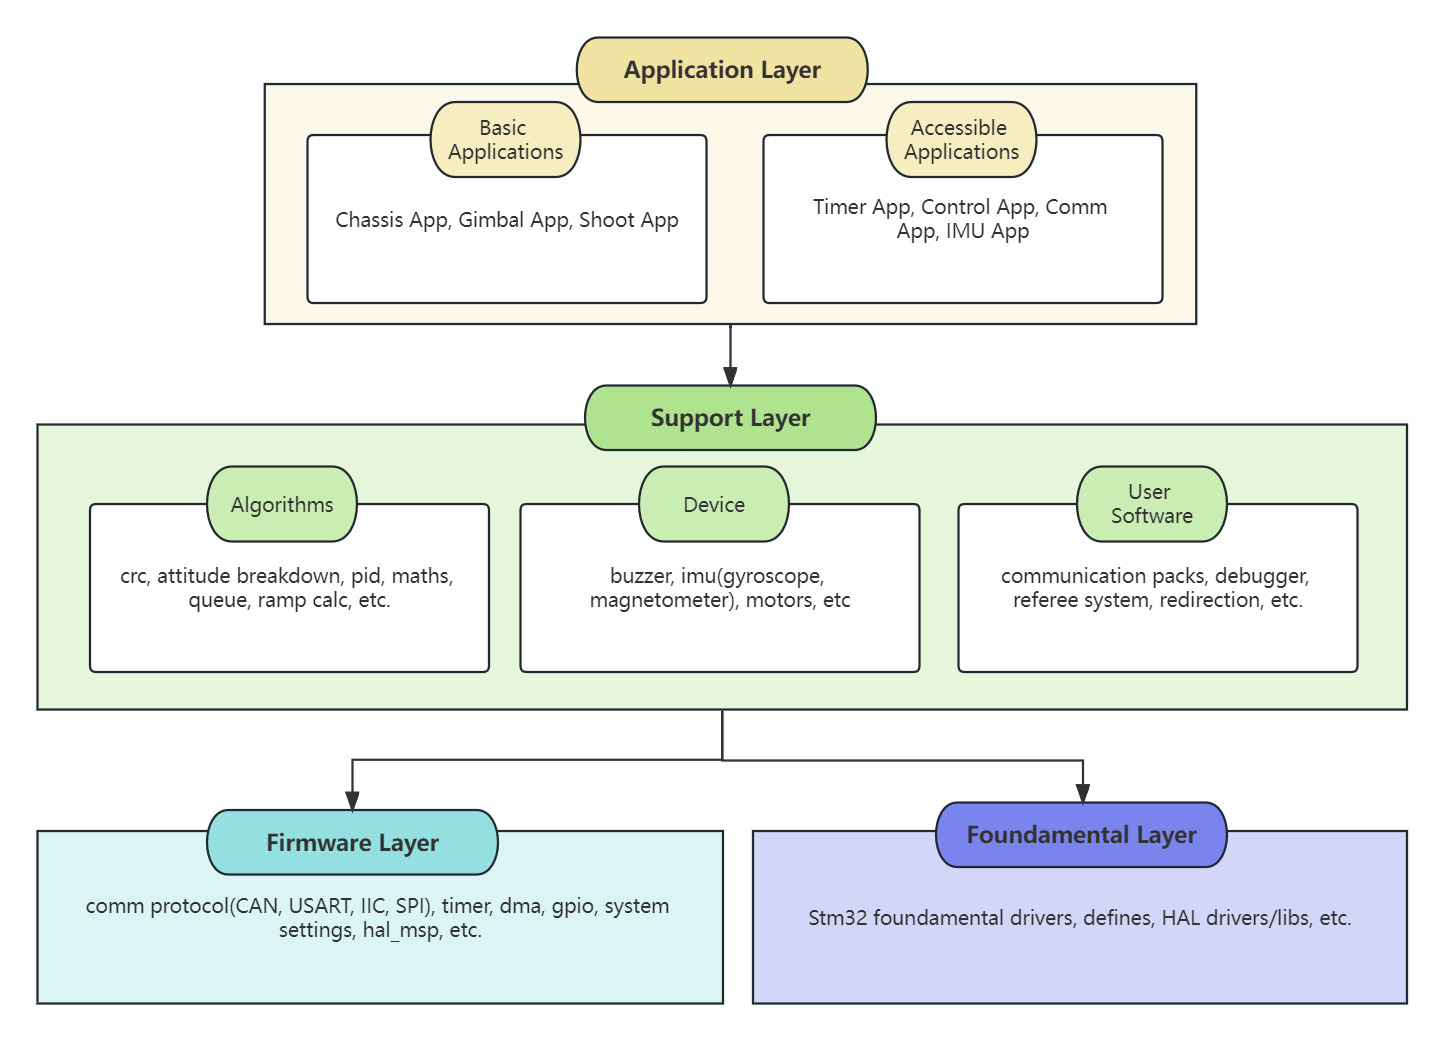 Application Layer
Basic
Applications
Chassis App, Gimbal App, Shoot App
Accessible
Applications
Timer App, Control App, Comm
App, IMU App
Support Layer
Algorithms
crc, attitude breakdown, pid, maths,
queue, ramp calc, etc.
Device
buzzer, imu(gyroscope,
magnetometer), motors, etc
User
Software
communication packs, debugger,
referee system, redirection, etc.
Firmware Layer
comm protocol(CAN, USART, IIC, SPI), timer, dma, gpio, system
settings, hal_msp, etc.
Foundamental Layer
Stm32 foundamental drivers, defines, HAL drivers/libs, etc.